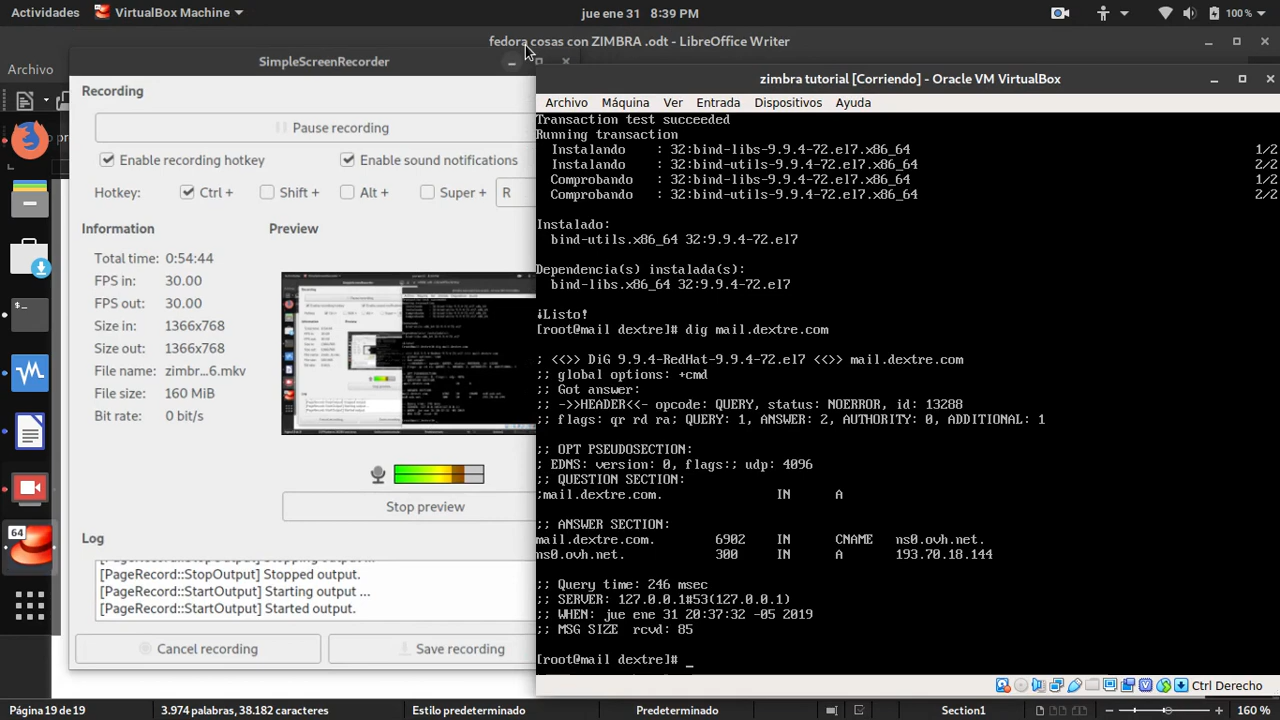 Actividades
VirtualBox Machine
jue ene 31 8:39 PM
100 %
fedora cosas con ZIMBRA .odt - LibreOffice Writer
Archivo
SimpleScreenRecorder
Recording
Pause recording
Enable recording hotkey
Enable sound notifications
Hotkey:
Ctrl +
Shift +
Alt +
Super +
R
Information
Preview
Total time: 0:54:44
FPS in: 30.00
FPS out: 30.00
Size in: 1368x768
Size out: 1368x768
File name: zimbr...6.mkv
File size:
Bit rate:
Stop preview
Log
[PageRecord::StopOutput] Stopped output.
[PageRecord::StartOutput] Starting output ...
[PageRecord::StartOutput] Started output.
Cancel recording
Save recording
64
zimbra tutorial [Corriendo] - Oracle VM VirtualBox
Archivo Máquina Ver Entrada Dispositivos Ayuda
Transaction test succeeded
Running transaction
Instalando : 32:bind-libs-9.9.4-72.el7.x86_64 1/2
Instalando : 32:bind-utils-9.9.4-72.el7.x86_64 2/2
Comprobando : 32:bind-utils-9.9.4-72.el7.x86_64 1/2
Comprobando : 32:bind-libs-9.9.4-72.el7.x86_64 2/2
Instalado:
bind-utils.x86_64 32:9.9.4-72.el7
Dependencia(s) instalada(s):
bind-libs.x86_64 32:9.9.4-72.el7
¡Listo!
[root@mail dextre]# dig mail.dextre.com
; <<>> DiG 9.9.4-RedHat-9.9.4-72.el7 <<>> mail.dextre.com
;; global options: +cmd
;; Got answer:
;; ->>HEADER<<- opcode: QUERY, status: NOERROR, id: 13288
;; flags: qr rd ra; QUERY: 1, ANSWER: 2, AUTHORITY: 0, ADDITIONAL: 1
;; OPT PSEUDOSECTION:
; EDNS: version: 0, flags:; udp: 4096
;; QUESTION SECTION:
;mail.dextre.com. IN A
;; ANSWER SECTION:
mail.dextre.com. 6902 IN CNAME ns0.ovh.net.
ns0.ovh.net. 300 IN A 193.70.18.144
;; Query time: 246 msec
;; SERVER: 127.0.0.1#53(127.0.0.1)
;; WHEN: jue ene 31 20:37:32 -05 2019
;; MSG SIZE rcvd: 85
[root@mail dextre]# _
Ctrl Derecho
Página 19 de 19
3.974 palabras, 38.182 caracteres
Estilo predeterminado
Predeterminado
Section1
160 %